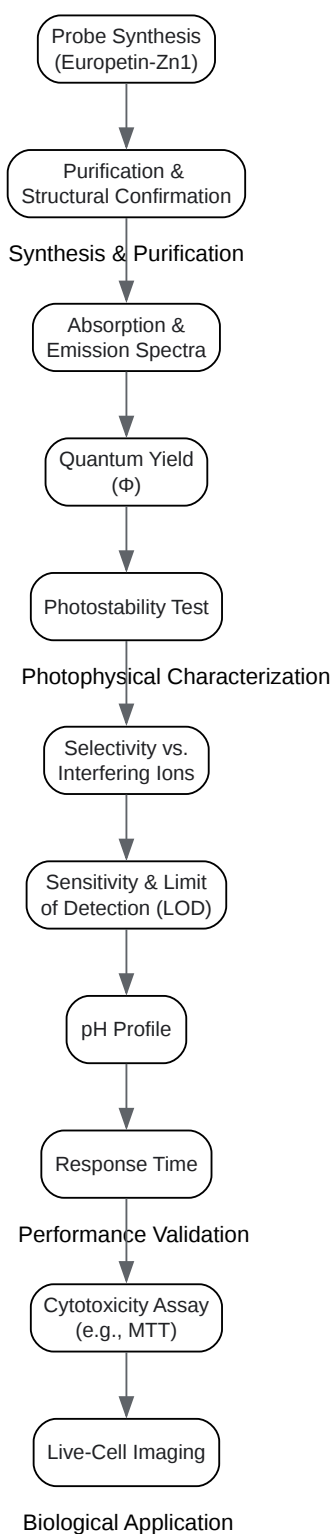 Probe Synthesis
(Europetin-Zn1)
Purification &
Structural Confirmation
Synthesis & Purification
Absorption &
Emission Spectra
Quantum Yield
(Φ)
Photostability Test
Photophysical Characterization
Selectivity vs.
Interfering Ions
Sensitivity & Limit
of Detection (LOD)
pH Profile
Response Time
Performance Validation
Cytotoxicity Assay
(e.g., MTT)
Live-Cell Imaging
Biological Application